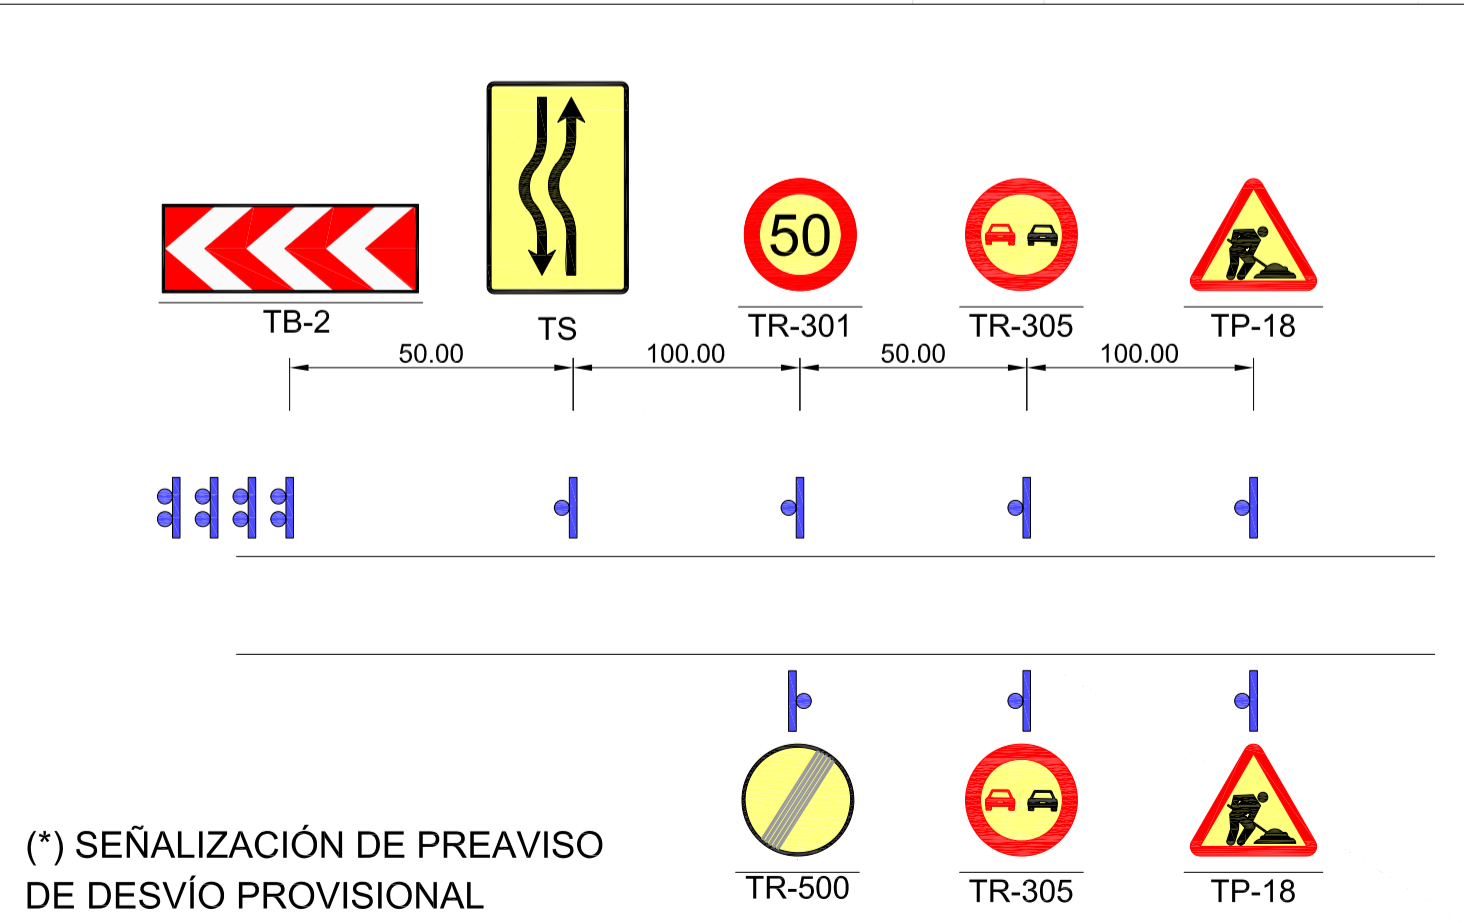 50
TB-2
TS
TR-301
TR-305
TP-18
50.00
100.00
50.00
100.00
TR-500
TR-305
TP-18
(*) SEÑALIZACIÓN DE PREAVISO
DE DESVÍO PROVISIONAL